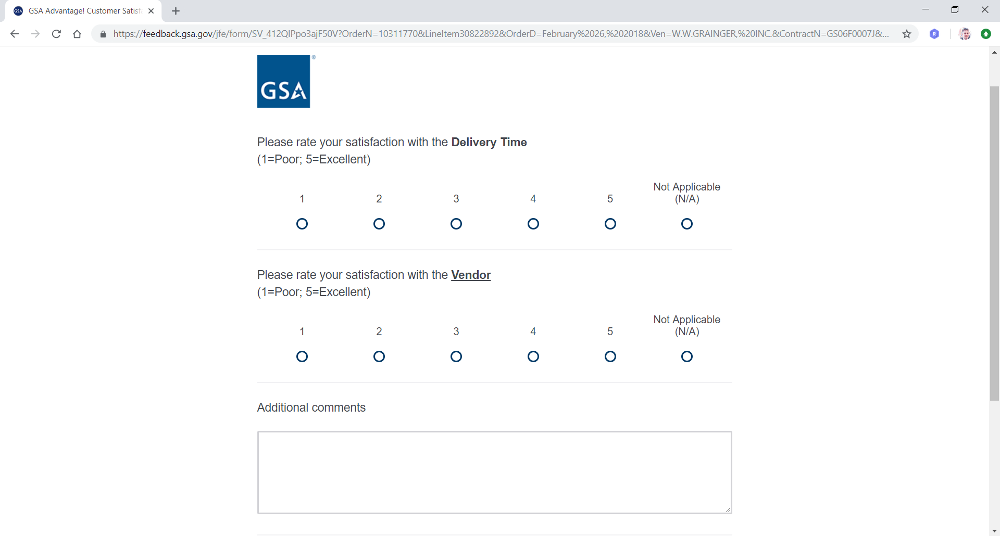 GSA GSA Advantage! Customer Satisf
https://feedback.gsa.gov/jfe/form/SV_412QIPpo3ajF50V?OrderN=10311770&LineItem30822892&OrderD=February%2026,%202018&Ven=W.W.GRAINGER,%20INC.&ContractN=GS06F0007J&... R
GSA ®
Please rate your satisfaction with the Delivery Time
(1=Poor; 5=Excellent)
1 2 3 4 5 Not Applicable
(N/A)
Please rate your satisfaction with the Vendor
(1=Poor; 5=Excellent)
1 2 3 4 5 Not Applicable
(N/A)
Additional comments